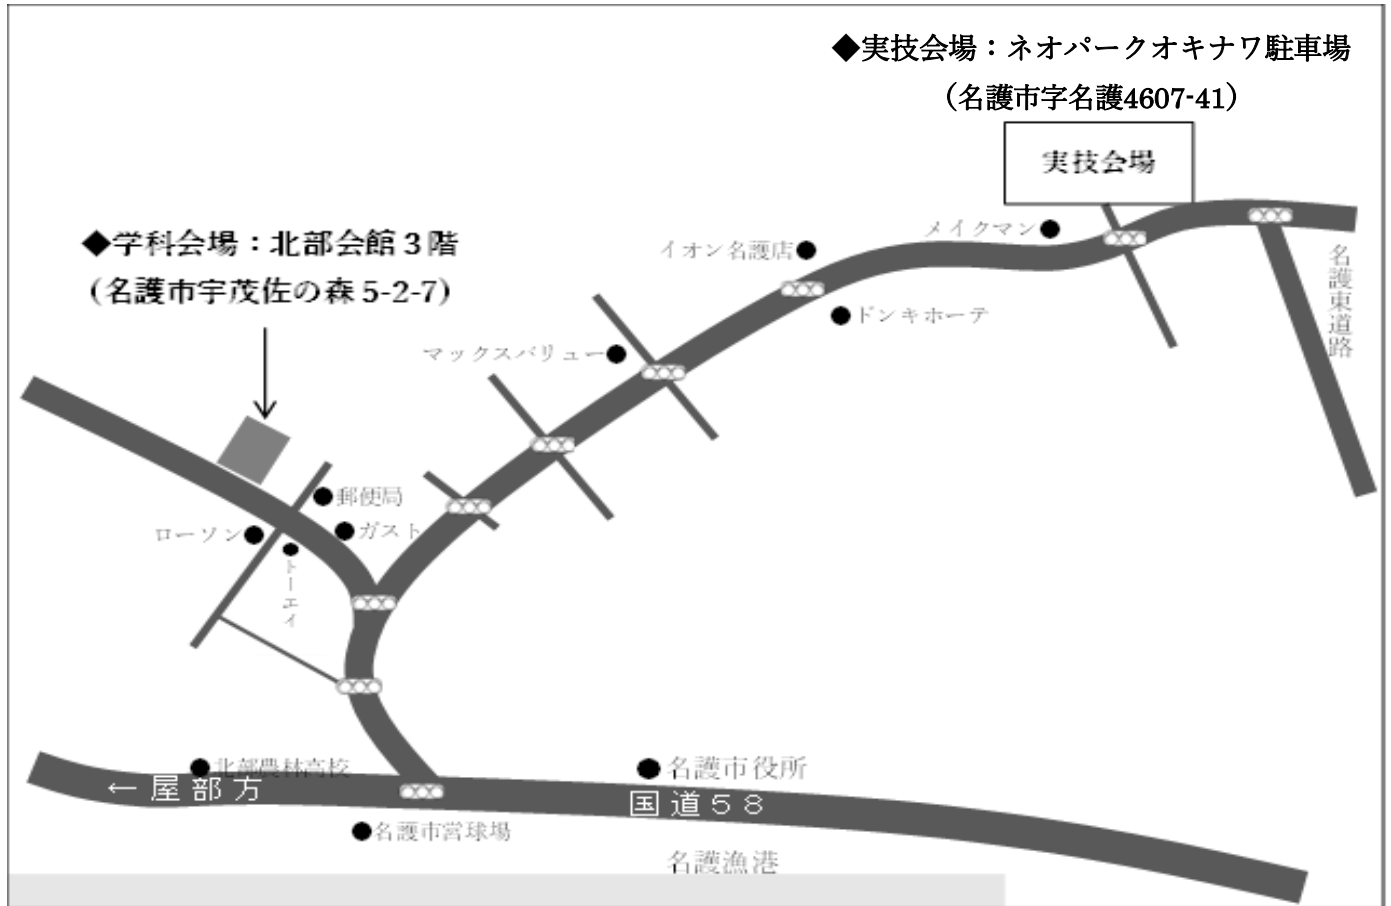 ◆実技会場：ネオパークオキナワ駐車場
（名護市字名護4607-41）
実技会場
メイクマン
イオン名護店
◆学科会場：北部会館３階
(名護市宇茂佐の森5-2-7)
名護東道路
ドンキホーテ
マックスバリュー
郵便局
ローソン
ガスト
トーエイ
北部農林高校
名護市役所
← 屋部方
国道５８
名護市営球場
名護漁港